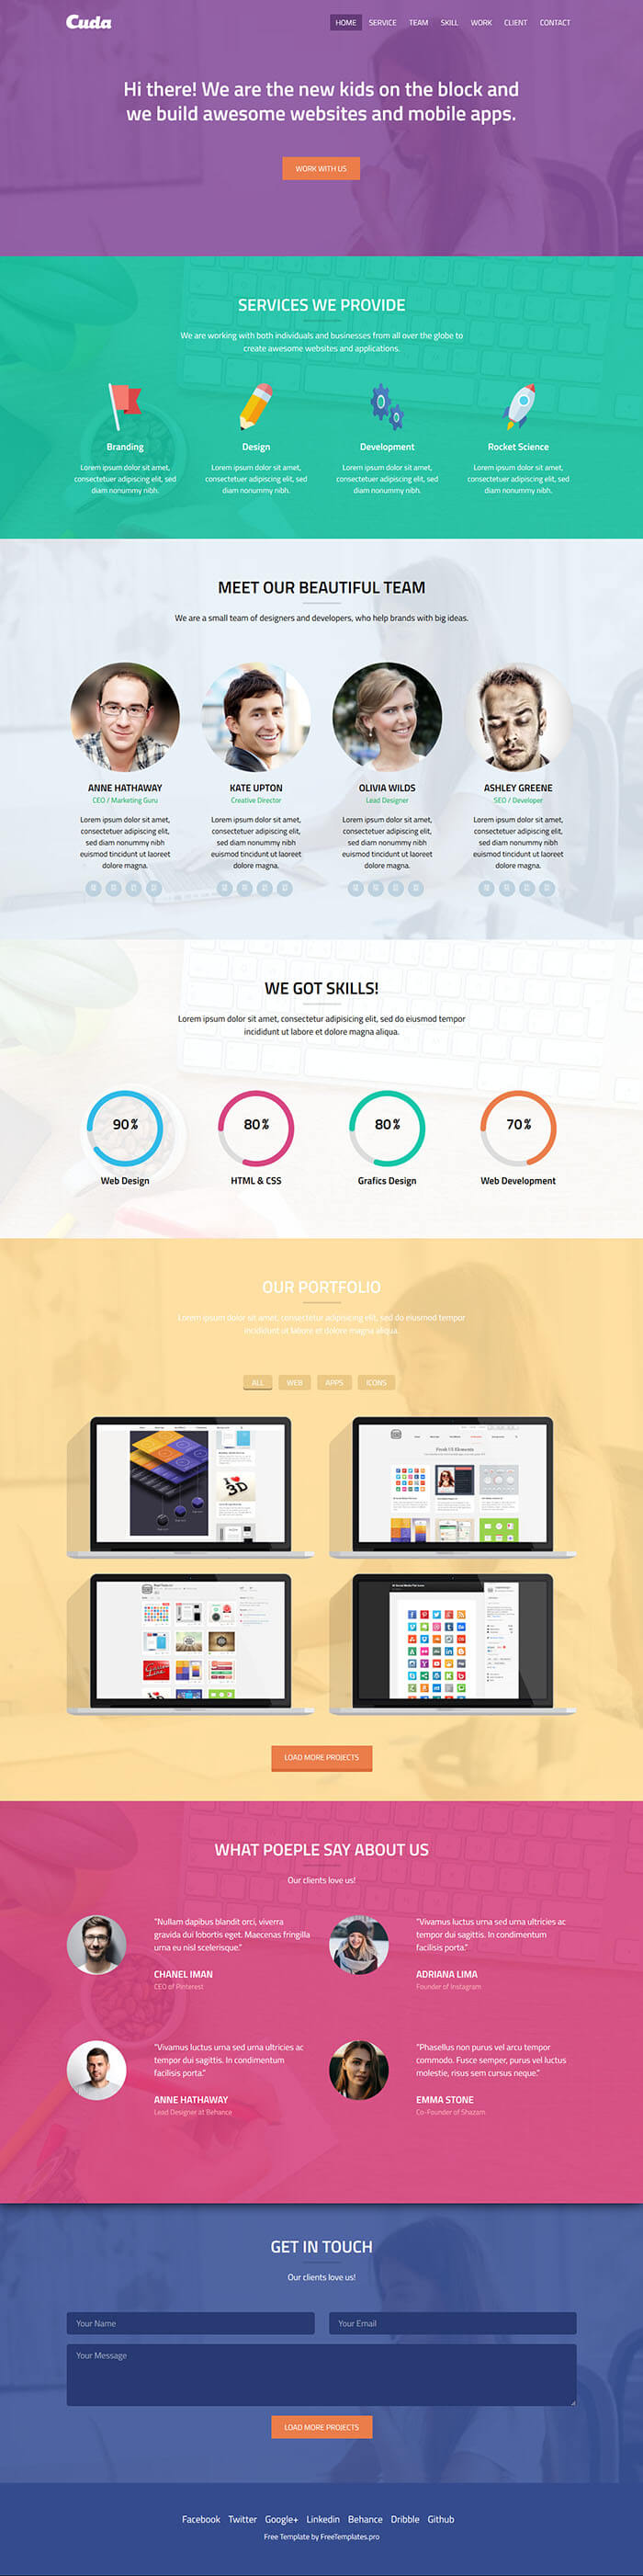 Cuda
HOME SERVICE TEAM SKILL WORK CLIENT CONTACT
Hi there! We are the new kids on the block and
we build awesome websites and mobile apps.
WORK WITH US
SERVICES WE PROVIDE
We are working with both individuals and businesses from all over the globe to
create awesome websites and applications.
Branding
Lorem ipsum dolor sit amet,
consectetuer adipiscing elit, sed
diam nonummy nibh.
Design
Lorem ipsum dolor sit amet,
consectetuer adipiscing elit, sed
diam nonummy nibh.
Development
Lorem ipsum dolor sit amet,
consectetuer adipiscing elit, sed
diam nonummy nibh.
Rocket Science
Lorem ipsum dolor sit amet,
consectetuer adipiscing elit, sed
diam nonummy nibh.
MEET OUR BEAUTIFUL TEAM
We are a small team of designers and developers, who help brands with big ideas.
ANNE HATHAWAY
CEO / Marketing Guru
Lorem ipsum dolor sit amet,
consectetuer adipiscing elit,
sed diam nonummy nibh
euismod tincidunt ut laoreet
dolore magna.
KATE UPTON
Creative Director
Lorem ipsum dolor sit amet,
consectetuer adipiscing elit,
sed diam nonummy nibh
euismod tincidunt ut laoreet
dolore magna.
OLIVIA WILDS
Lead Designer
Lorem ipsum dolor sit amet,
consectetuer adipiscing elit,
sed diam nonummy nibh
euismod tincidunt ut laoreet
dolore magna.
ASHLEY GREENE
SEO / Developer
Lorem ipsum dolor sit amet,
consectetuer adipiscing elit,
sed diam nonummy nibh
euismod tincidunt ut laoreet
dolore magna.
WE GOT SKILLS!
Lorem ipsum dolor sit amet, consectetur adipisicing elit, sed do eiusmod tempor
incididunt ut labore et dolore magna aliqua.
90%
Web Design
80%
HTML & CSS
80%
Grafics Design
70%
Web Development
OUR PORTFOLIO
Lorem ipsum dolor sit amet, consectetur adipisicing elit, sed do eiusmod tempor
incididunt ut labore et dolore magna aliqua.
ALL WEB APPS ICONS
I 3D
Fresh UI Elements
LOAD MORE PROJECTS
WHAT POEPLE SAY ABOUT US
Our clients love us!
"Nullam dapibus blandit orci, viverra
gravida dui lobortis eget. Maecenas fringilla
urna eu nisl scelerisque."
CHANEL IMAN
CEO of Pinterest
"Vivamus luctus urna sed urna ultricies ac
tempor dui sagittis. In condimentum
facilisis porta."
ADRIANA LIMA
Founder of Instagram
"Vivamus luctus urna sed urna ultricies ac
tempor dui sagittis. In condimentum
facilisis porta."
ANNE HATHAWAY
Lead Designer at Behance
"Phasellus non purus vel arcu tempor
commodo. Fusce semper, purus vel luctus
molestie, risus sem cursus neque."
EMMA STONE
Co-Founder of Shazam
GET IN TOUCH
Our clients love us!
Your Name
Your Email
Your Message
LOAD MORE PROJECTS
Facebook Twitter Google+ Linkedin Behance Dribble Github
Free Template by FreeTemplates.pro